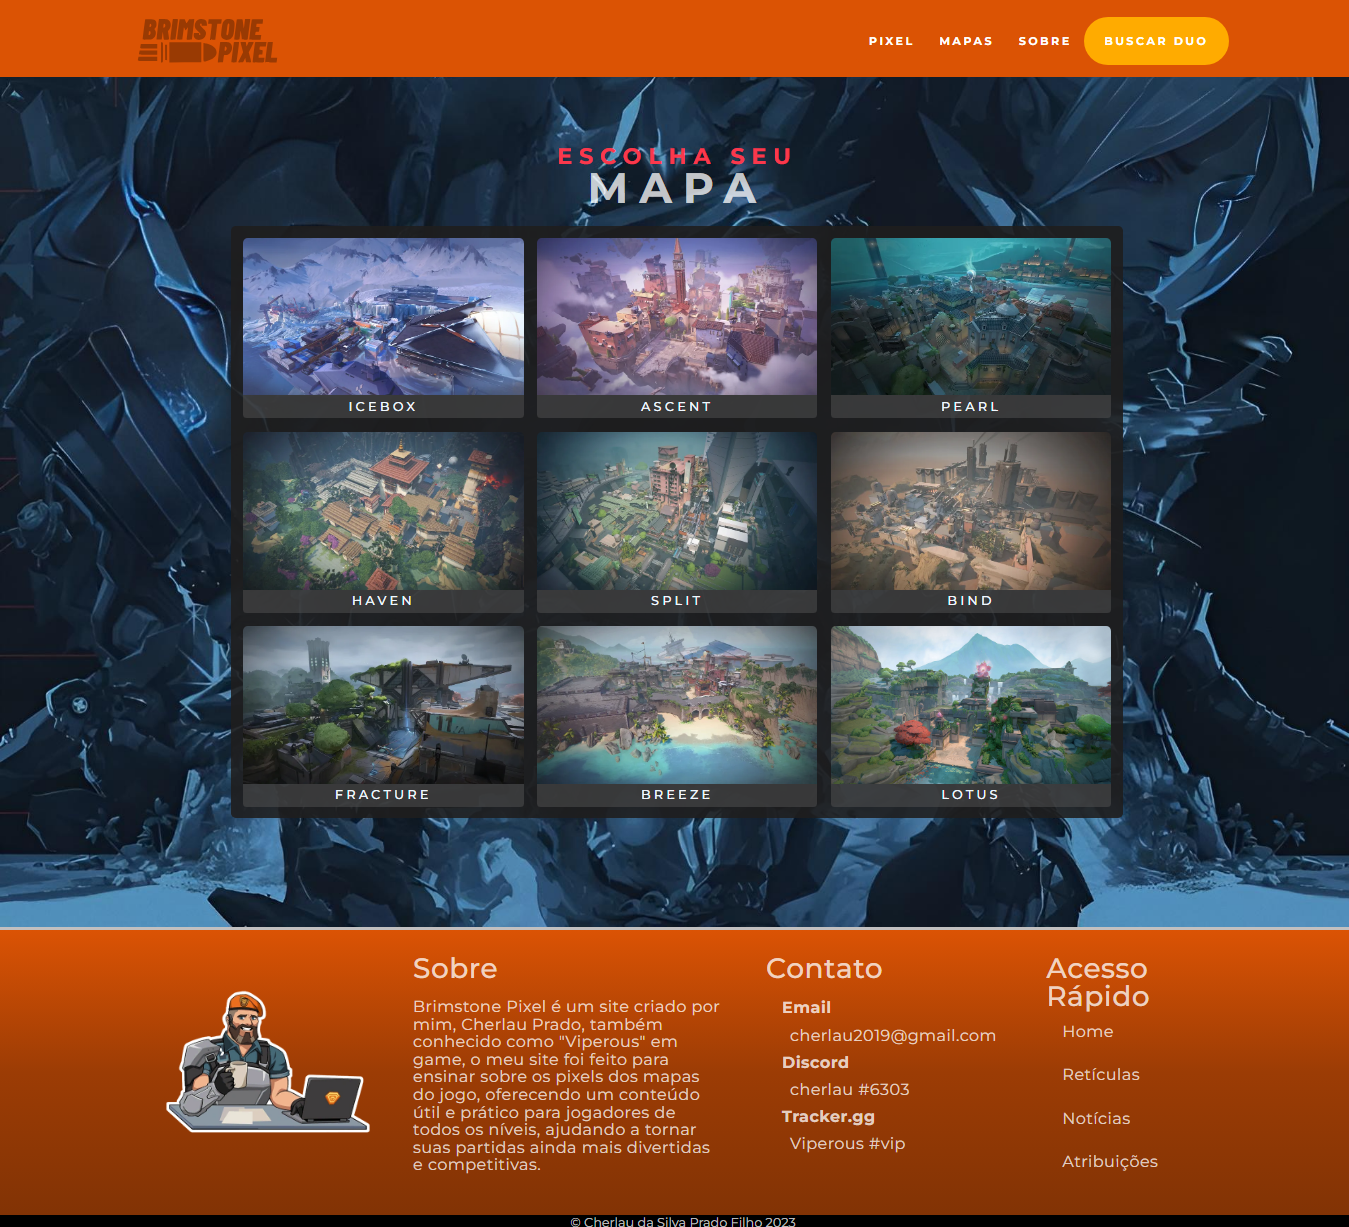 BRIMSTONE
PIXEL
PIXEL MAPAS SOBRE BUSCAR DUO
ESCOLHA SEU
MAPA
ICEBOX ASCENT PEARL
HAVEN SPLIT BIND
FRACTURE BREEZE LOTUS
Sobre
Brimstone Pixel é um site criado por
mim, Cherlau Prado, também
conhecido como "Viperous" em
game, o meu site foi feito para
ensinar sobre os pixels dos mapas
do jogo, oferecendo um conteúdo
útil e prático para jogadores de
todos os níveis, ajudando a tornar
suas partidas ainda mais divertidas
e competitivas.
Contato
Email
cherlau2019@gmail.com
Discord
cherlau #6303
Tracker.gg
Viperous #vip
Acesso
Rápido
Home
Retículas
Notícias
Atribuições
© Cherlau da Silva Prado Filho 2023